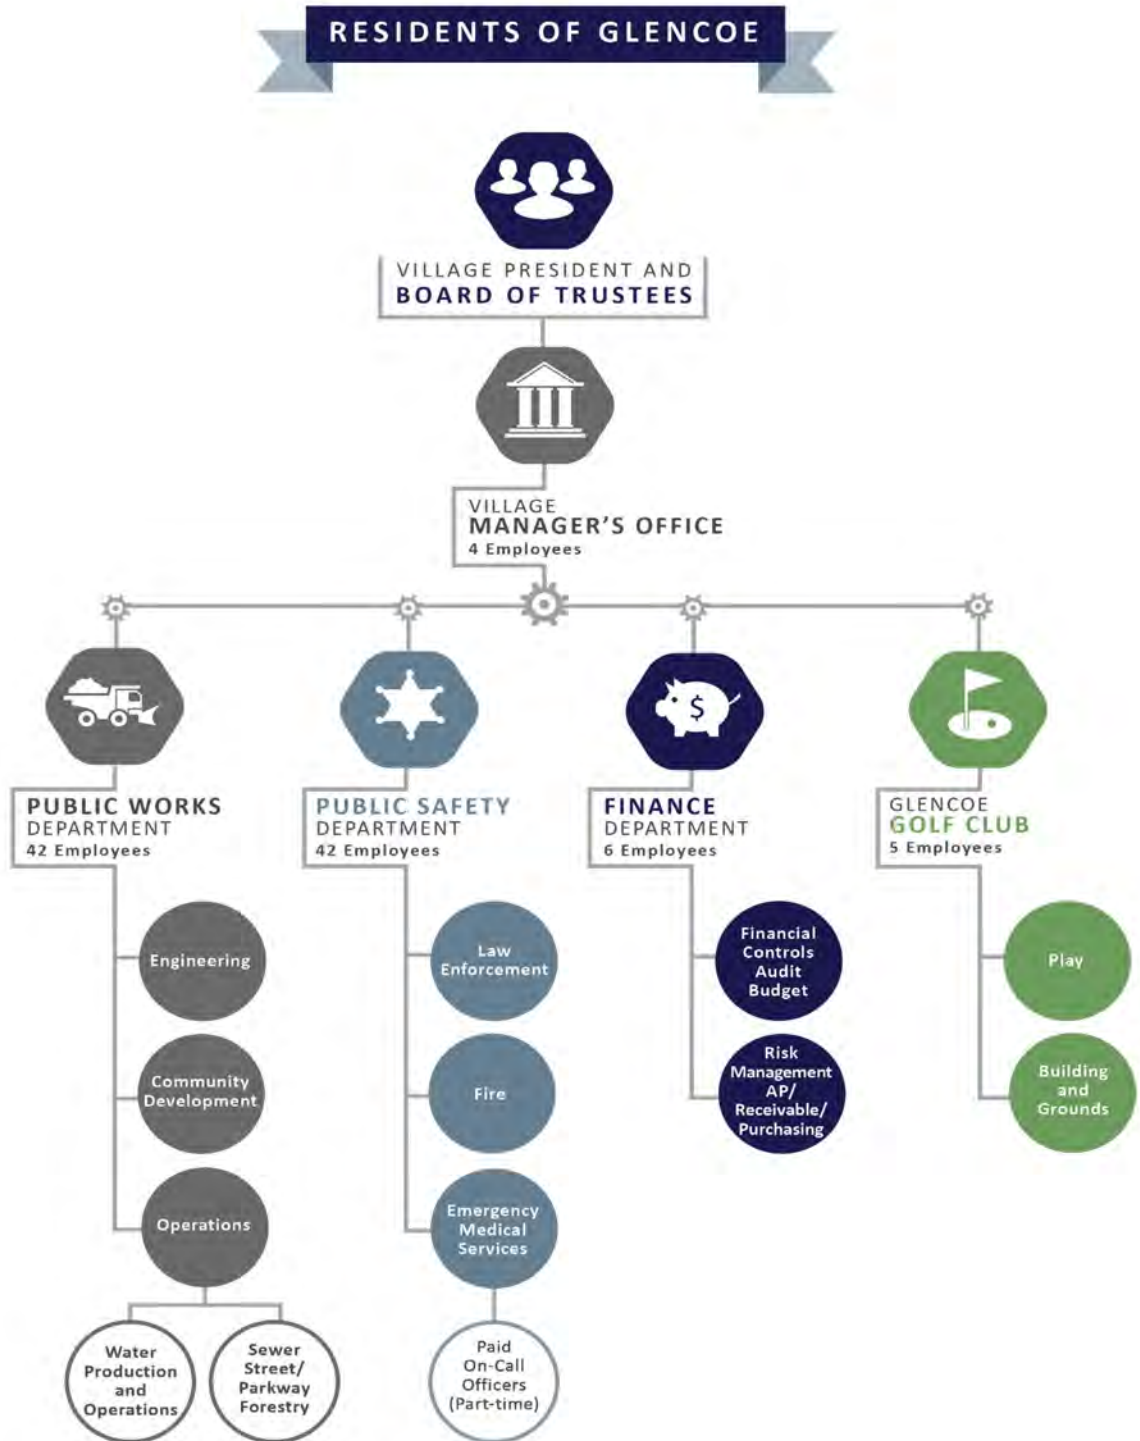 RESIDENTS OF GLENCOE
VILLAGE PRESIDENT AND
BOARD OF TRUSTEES
VILLAGE
MANAGER'S OFFICE
4 Employees
PUBLIC WORKS
DEPARTMENT
42 Employees
Engineering
Community
Development
Operations
Water
Production
and
Operations
Sewer
Street/
Parkway
Forestry
PUBLIC SAFETY
DEPARTMENT
42 Employees
Law
Enforcement
Fire
Emergency
Medical
Services
Paid
On-Call
Officers
(Part-time)
$
FINANCE
DEPARTMENT
6 Employees
Financial
Controls
Audit
Budget
Risk
Management
AP/
Receivable/
Purchasing
GLENCOE
GOLF CLUB
5 Employees
Play
Building
and
Grounds